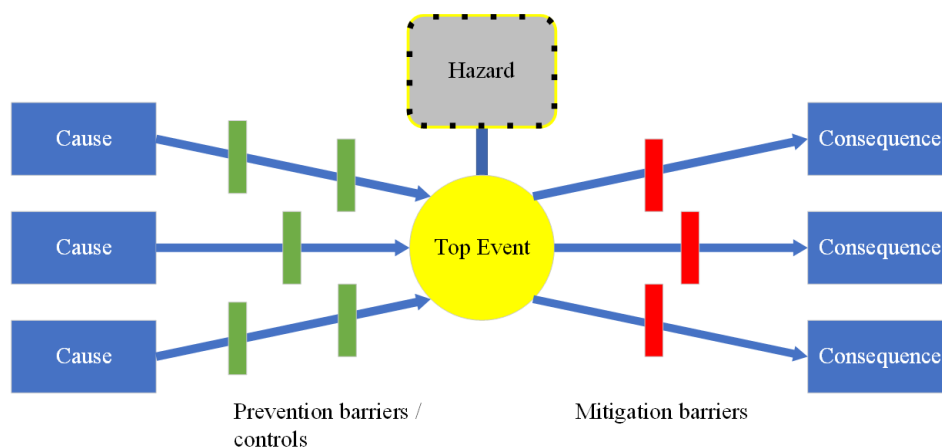 Hazard
Cause
Consequence
Cause
Top Event
Consequence
Cause
Consequence
Prevention barriers /
controls
Mitigation barriers